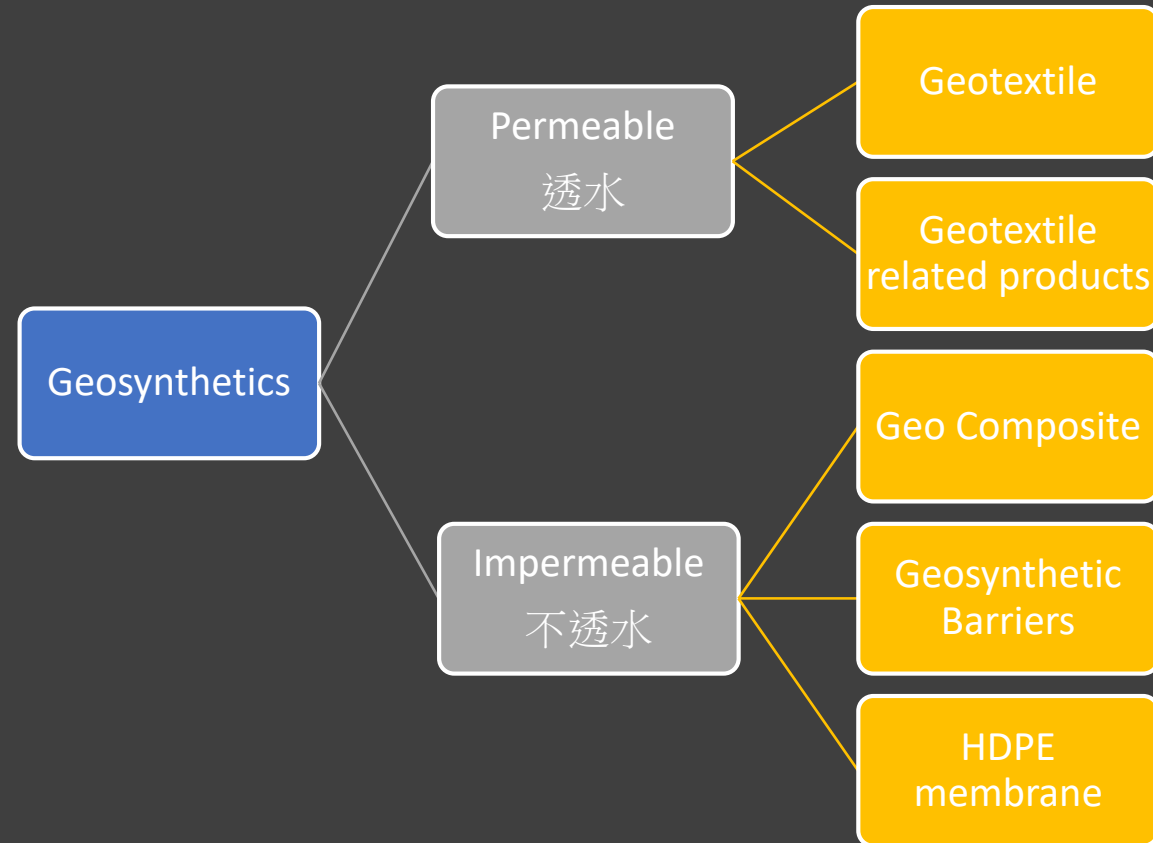 Geosynthetics
Permeable
透水
Geotextile
Geotextile
related products
Impermeable
不透水
Geo Composite
Geosynthetic
Barriers
HDPE
membrane